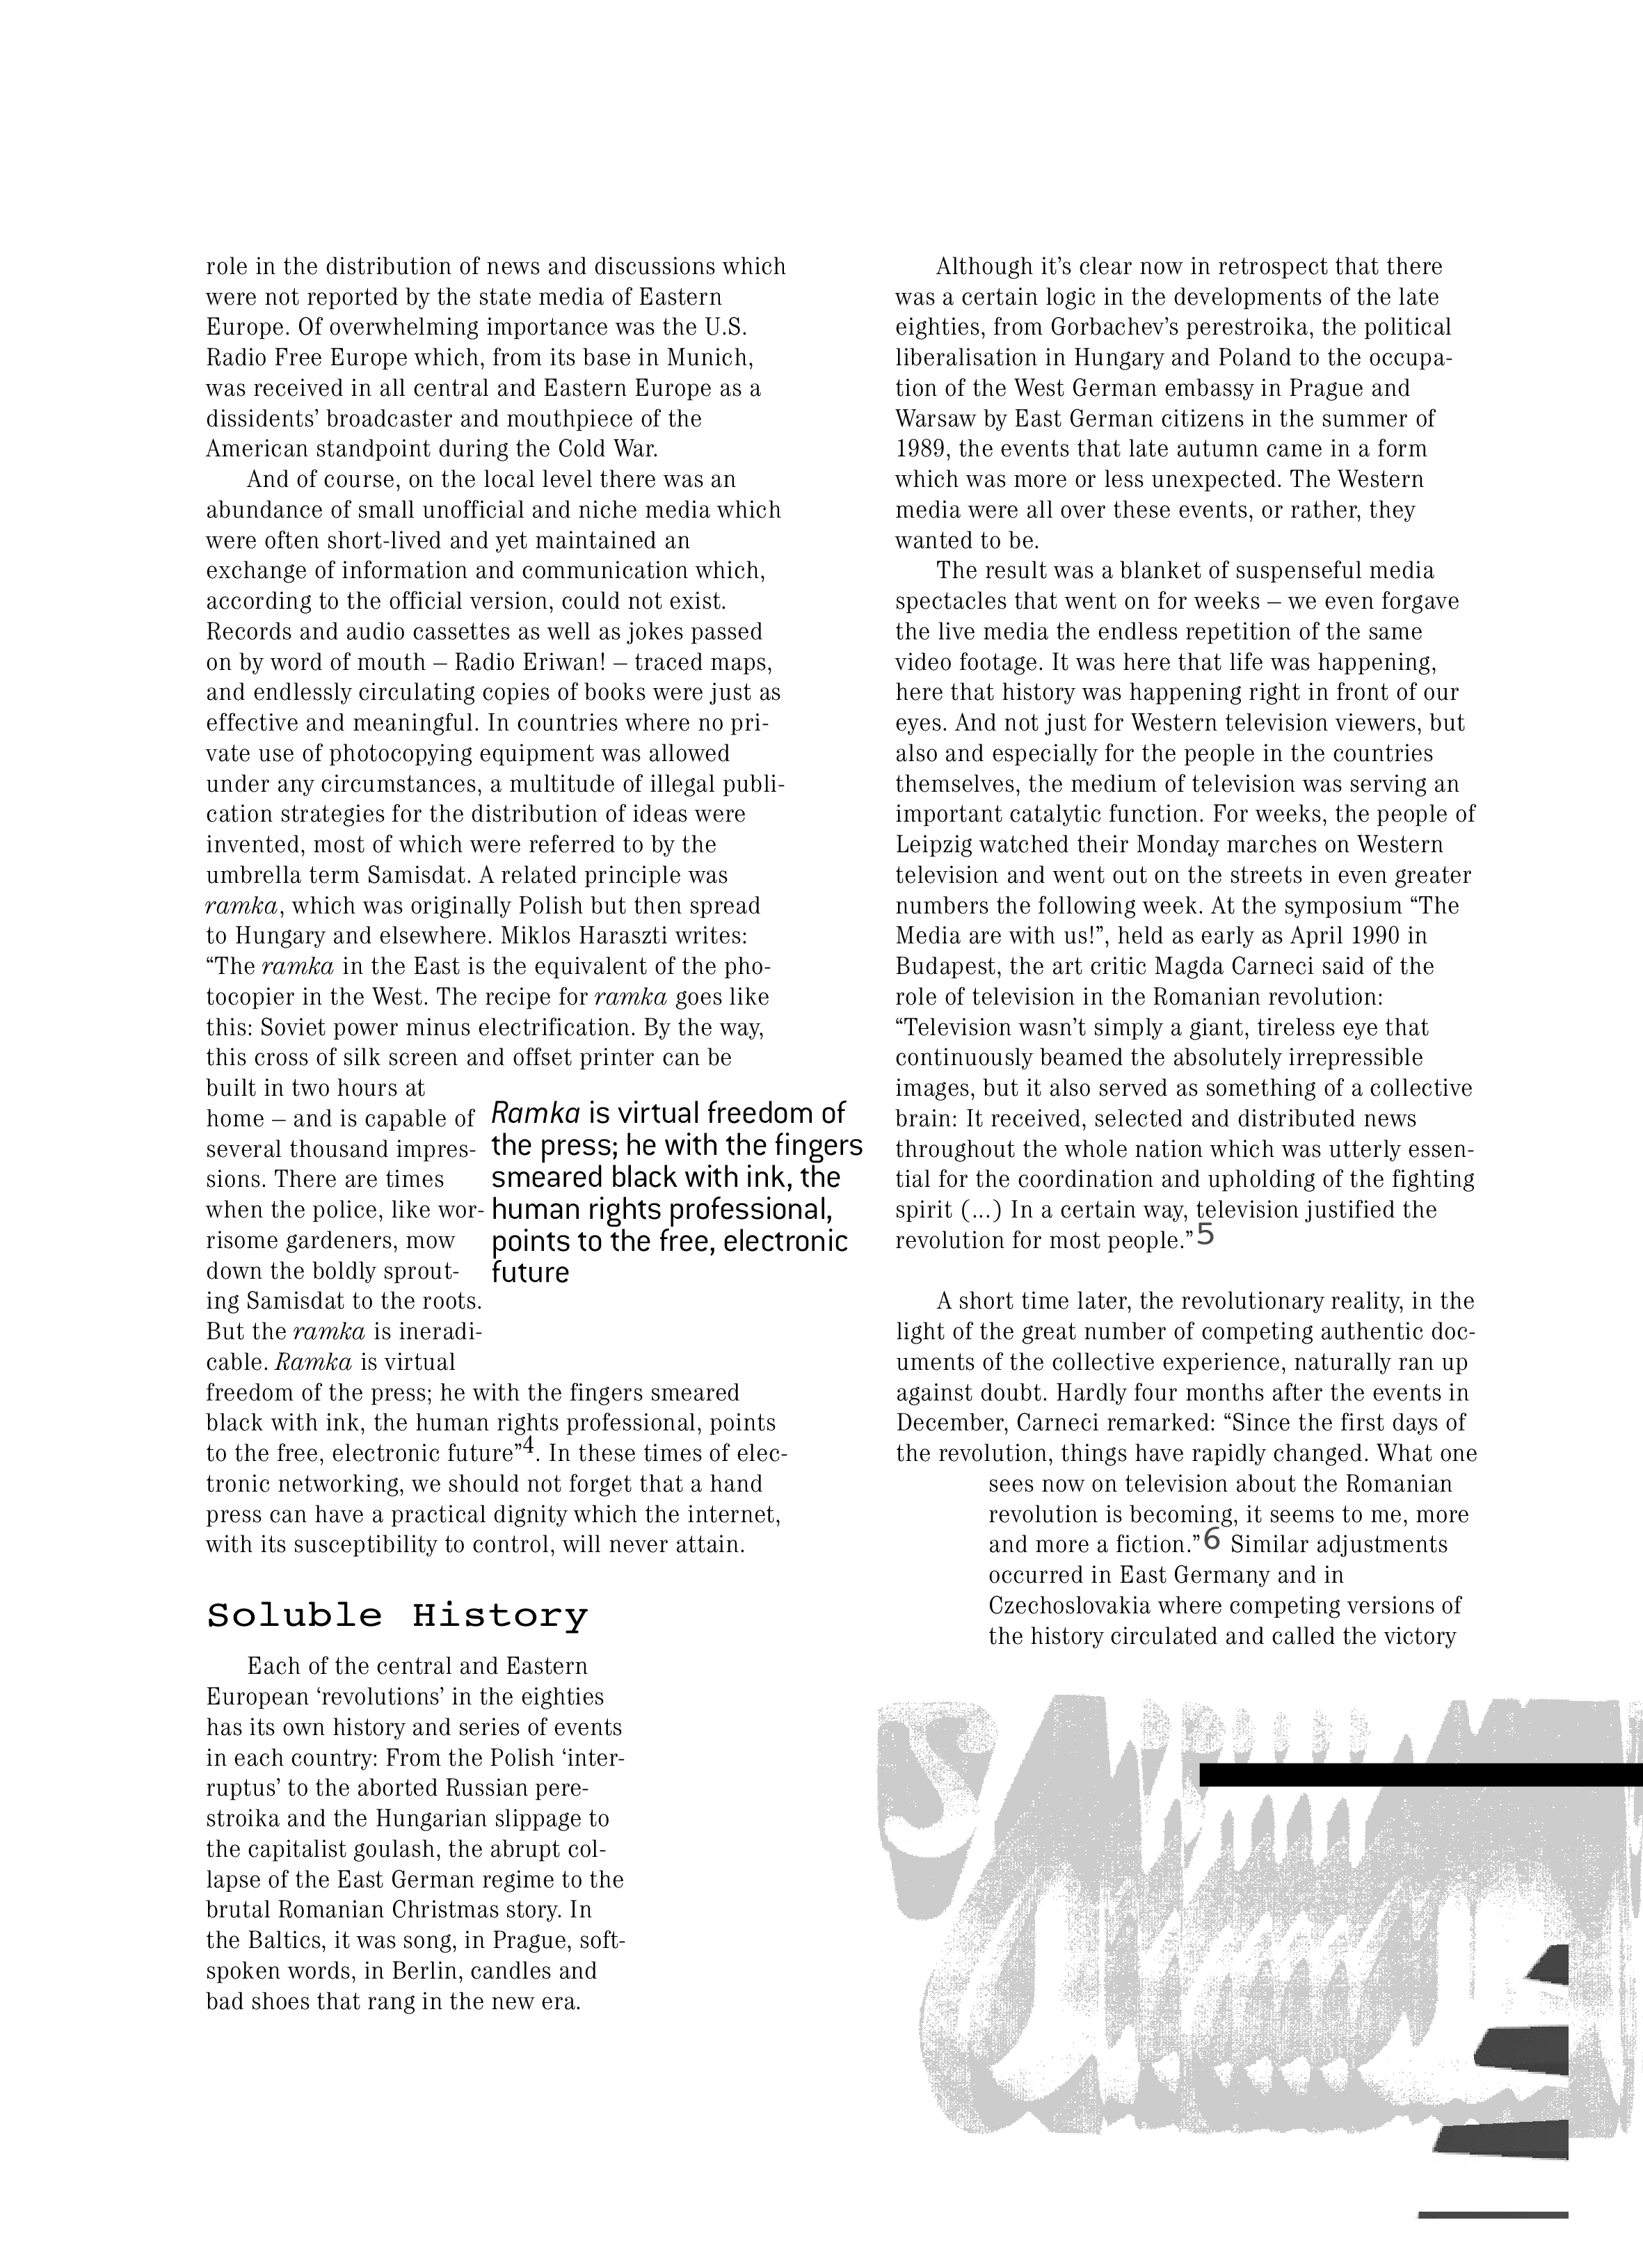 role in the distribution of news and discussions which
were not reported by the state media of Eastern
Europe. Of overwhelming importance was the U.S.
Radio Free Europe which, from its base in Munich,
was received in all central and Eastern Europe as a
dissidents’ broadcaster and mouthpiece of the
American standpoint during the Cold War.
And of course, on the local level there was an
abundance of small unofficial and niche media which
were often short-lived and yet maintained an
exchange of information and communication which,
according to the official version, could not exist.
Records and audio cassettes as well as jokes passed
on by word of mouth – Radio Eriwan! – traced maps,
and endlessly circulating copies of books were just as
effective and meaningful. In countries where no pri-
vate use of photocopying equipment was allowed
under any circumstances, a multitude of illegal publi-
cation strategies for the distribution of ideas were
invented, most of which were referred to by the
umbrella term Samisdat. A related principle was
ramka, which was originally Polish but then spread
to Hungary and elsewhere. Miklos Haraszti writes:
“The ramka in the East is the equivalent of the pho-
tocopier in the West. The recipe for ramka goes like
this: Soviet power minus electrification. By the way,
this cross of silk screen and offset printer can be
built in two hours at
home – and is capable of
several thousand impres-
sions. There are times
when the police, like wor-
risome gardeners, mow
down the boldly sprout-
ing Samisdat to the roots.
But the ramka is ineradi-
cable. Ramka is virtual
freedom of the press; he with the fingers smeared
black with ink, the human rights professional, points
to the free, electronic future”4. In these times of elec-
tronic networking, we should not forget that a hand
press can have a practical dignity which the internet,
with its susceptibility to control, will never attain.
Ramka is virtual freedom of
the press; he with the fingers
smeared black with ink, the
human rights professional,
points to the free, electronic
future
Soluble History
Each of the central and Eastern
European ‘revolutions’ in the eighties
has its own history and series of events
in each country: From the Polish ‘inter-
ruptus’ to the aborted Russian pere-
stroika and the Hungarian slippage to
the capitalist goulash, the abrupt col-
lapse of the East German regime to the
brutal Romanian Christmas story. In
the Baltics, it was song, in Prague, soft-
spoken words, in Berlin, candles and
bad shoes that rang in the new era.
Although it’s clear now in retrospect that there
was a certain logic in the developments of the late
eighties, from Gorbachev’s perestroika, the political
liberalisation in Hungary and Poland to the occupa-
tion of the West German embassy in Prague and
Warsaw by East German citizens in the summer of
1989, the events that late autumn came in a form
which was more or less unexpected. The Western
media were all over these events, or rather, they
wanted to be.
The result was a blanket of suspenseful media
spectacles that went on for weeks – we even forgave
the live media the endless repetition of the same
video footage. It was here that life was happening,
here that history was happening right in front of our
eyes. And not just for Western television viewers, but
also and especially for the people in the countries
themselves, the medium of television was serving an
important catalytic function. For weeks, the people of
Leipzig watched their Monday marches on Western
television and went out on the streets in even greater
numbers the following week. At the symposium “The
Media are with us!”, held as early as April 1990 in
Budapest, the art critic Magda Carneci said of the
role of television in the Romanian revolution:
“Television wasn’t simply a giant, tireless eye that
continuously beamed the absolutely irrepressible
images, but it also served as something of a collective
brain: It received, selected and distributed news
throughout the whole nation which was utterly essen-
tial for the coordination and upholding of the fighting
spirit (...) In a certain way, television justified the
revolution for most people.”5
A short time later, the revolutionary reality, in the
light of the great number of competing authentic doc-
uments of the collective experience, naturally ran up
against doubt. Hardly four months after the events in
December, Carneci remarked: “Since the first days of
the revolution, things have rapidly changed. What one
sees now on television about the Romanian
revolution is becoming, it seems to me, more
and more a fiction.”6 Similar adjustments
occurred in East Germany and in
Czechoslovakia where competing versions of
the history circulated and called the victory